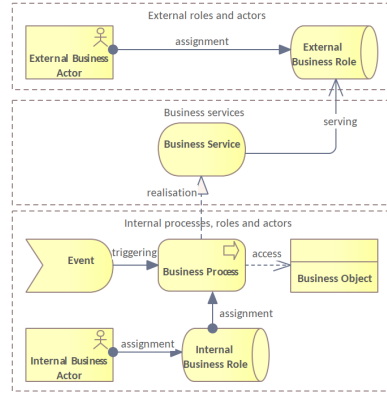 External roles and actors
External Business
Actor
assignment
External
Business Role
Business services
Business Service
serving
realisation
Internal processes, roles and actors
Event
triggering
Business Process
access
Business Object
assignment
Internal Business
Actor
assignment
Internal
Business Role